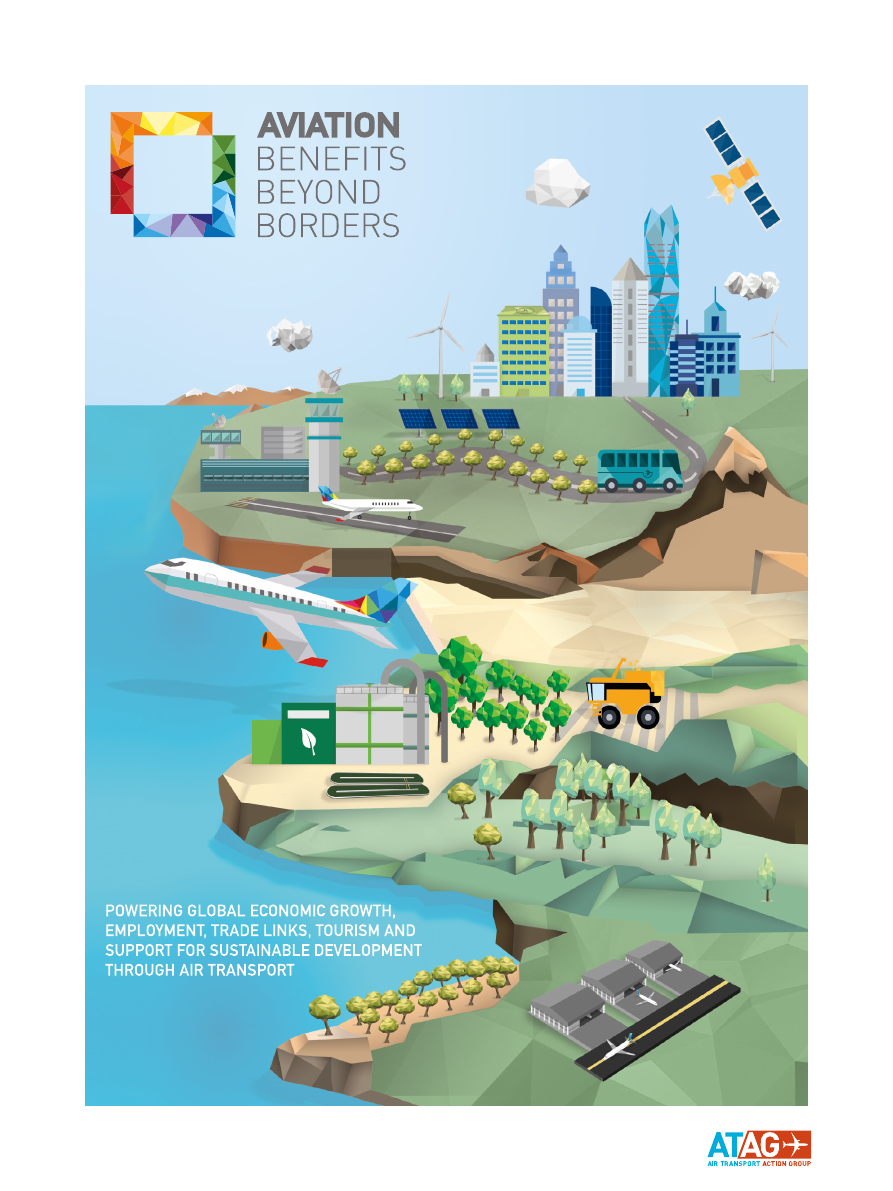 AVIATION
BENEFITS
BEYOND
BORDERS
POWERING GLOBAL ECONOMIC GROWTH,
EMPLOYMENT, TRADE LINKS, TOURISM AND
SUPPORT FOR SUSTAINABLE DEVELOPMENT
THROUGH AIR TRANSPORT
ATAG
AIR TRANSPORT ACTION GROUP